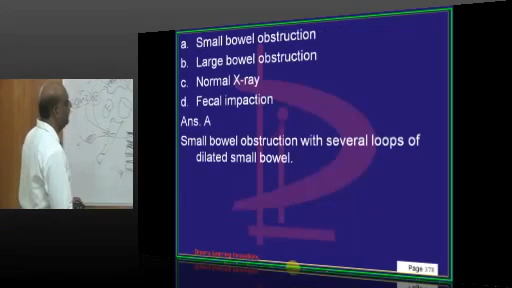 a. Small bowel obstruction
b. Large bowel obstruction
c. Normal X-ray
d. Fecal impaction
Ans. A
Small bowel obstruction with several loops of
dilated small bowel.
Page 378